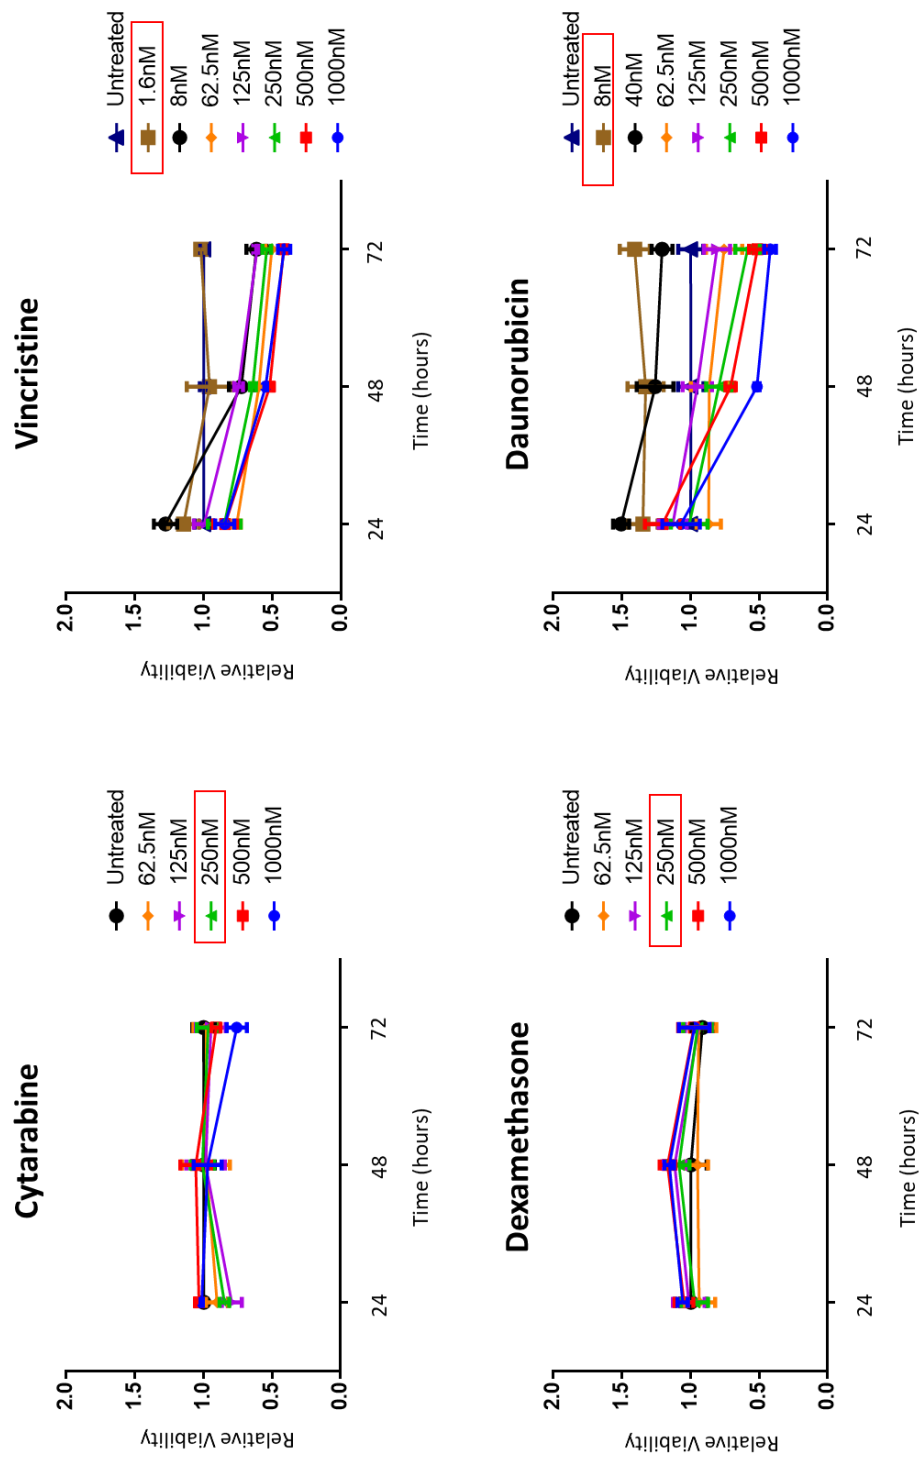 Cytarabine
Relative Viability
2.0
1.5
1.0
0.5
0.0
24
48
72
Time (hours)
Untreated
62.5nM
125nM
250nM
500nM
1000nM
Vincristine
Relative Viability
2.0
1.5
1.0
0.5
0.0
24
48
72
Time (hours)
Untreated
1.6nM
8nM
62.5nM
125nM
250nM
500nM
1000nM
Dexamethasone
Relative Viability
2.0
1.5
1.0
0.5
0.0
24
48
72
Time (hours)
Untreated
62.5nM
125nM
250nM
500nM
1000nM
Daunorubicin
Relative Viability
2.0
1.5
1.0
0.5
0.0
24
48
72
Time (hours)
Untreated
8nM
40nM
62.5nM
125nM
250nM
500nM
1000nM